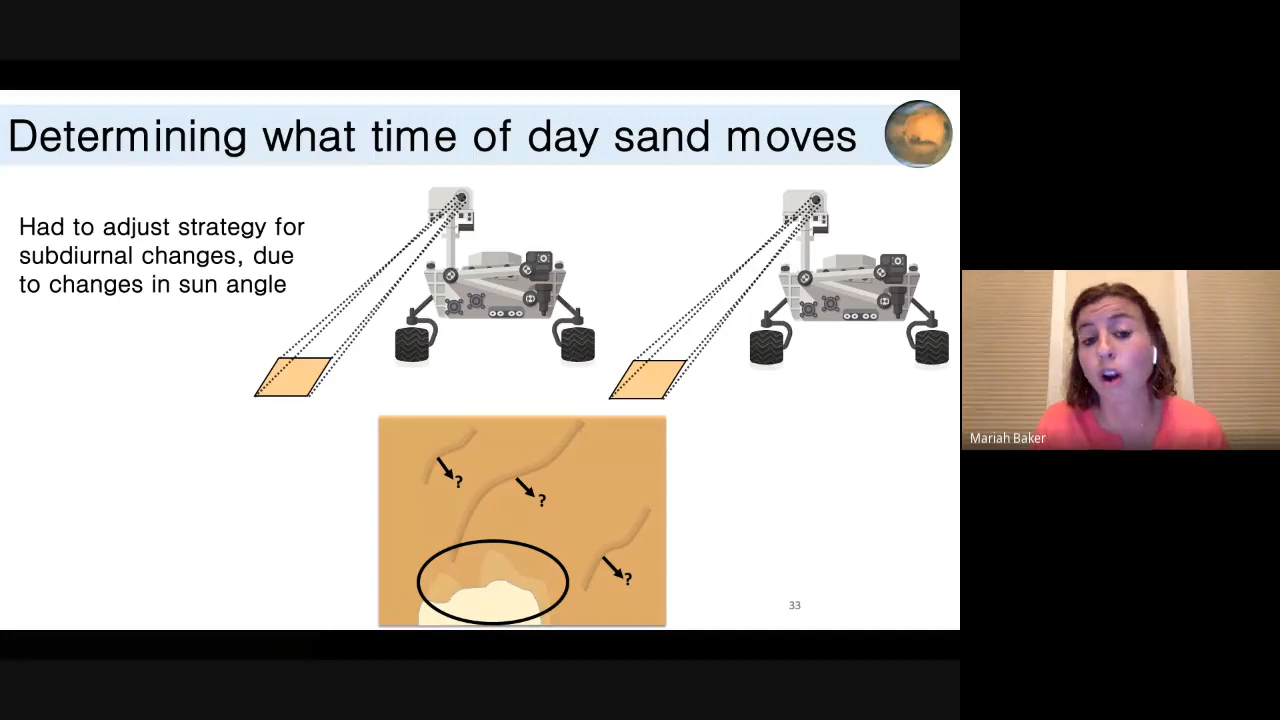 Determining what time of day sand moves
Had to adjust strategy for
subdiurnal changes, due
to changes in sun angle
?
?
?
33
Mariah Baker